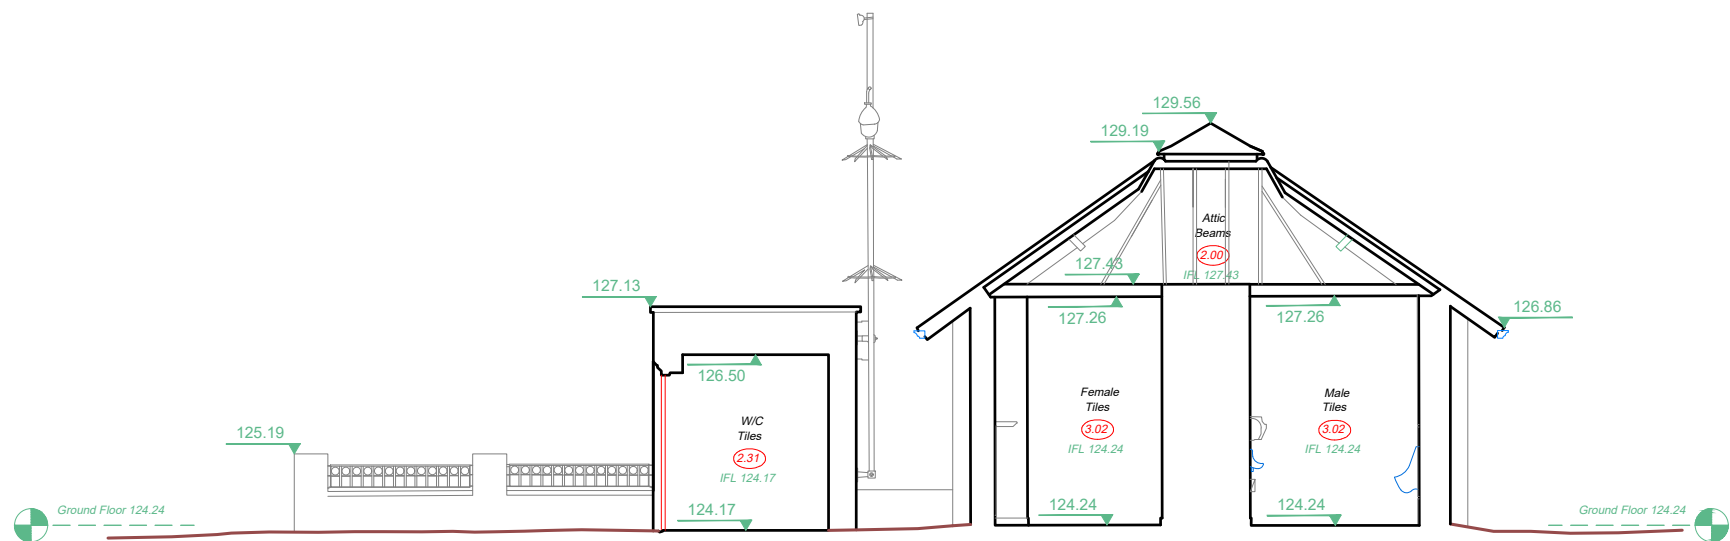 129.56
129.19
Attic
Beams
2.00
IFL 127.43
127.43
127.13
127.26
127.26
126.86
126.50
Female
Tiles
3.02
IFL 124.24
Male
Tiles
3.02
IFL 124.24
W/C
Tiles
2.31
IFL 124.17
125.19
124.17
124.24
124.24
Ground Floor 124.24
Ground Floor 124.24